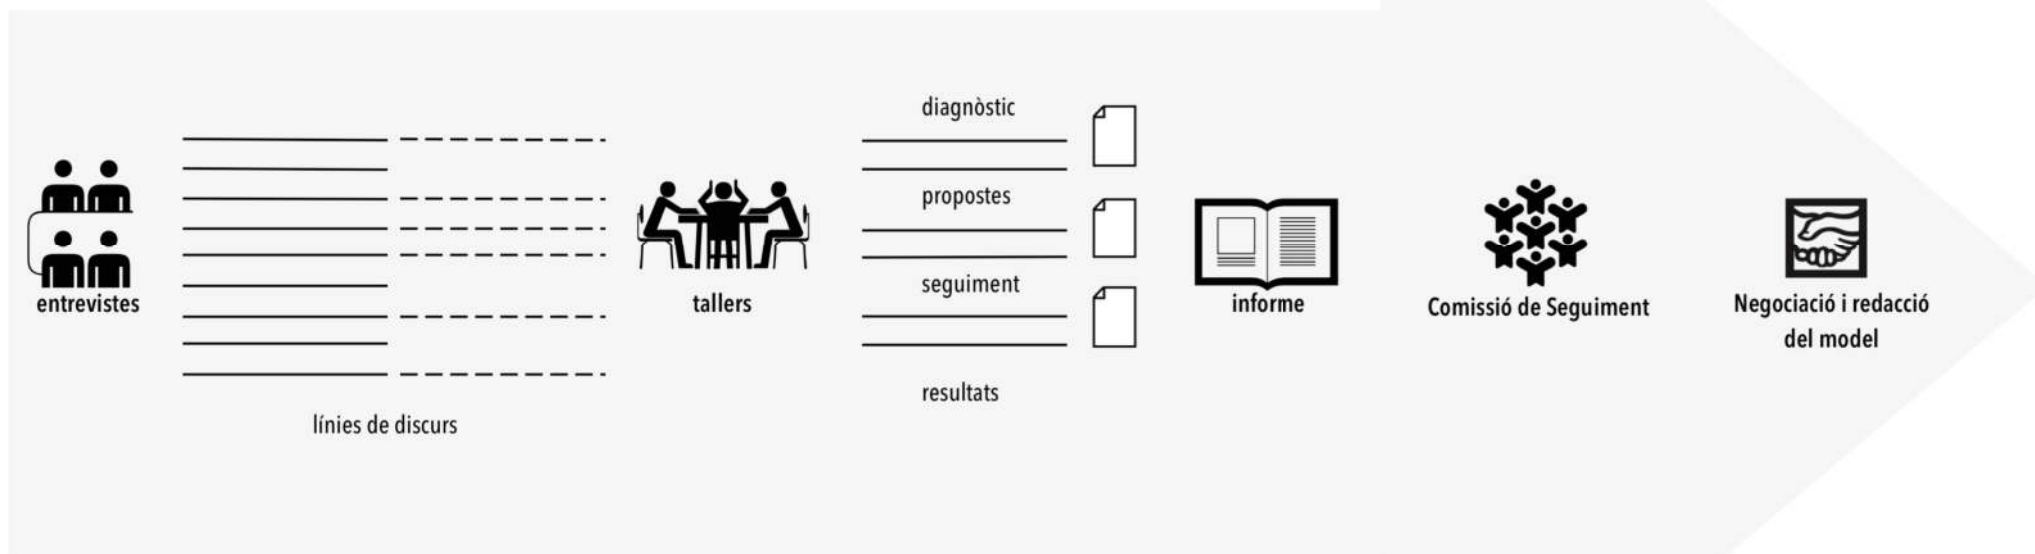 entrevistes
línies de discurs
tallers
diagnòstic
propostes
seguiment
resultats
informe
Comissió de Seguiment
Negociació i redacció
del model